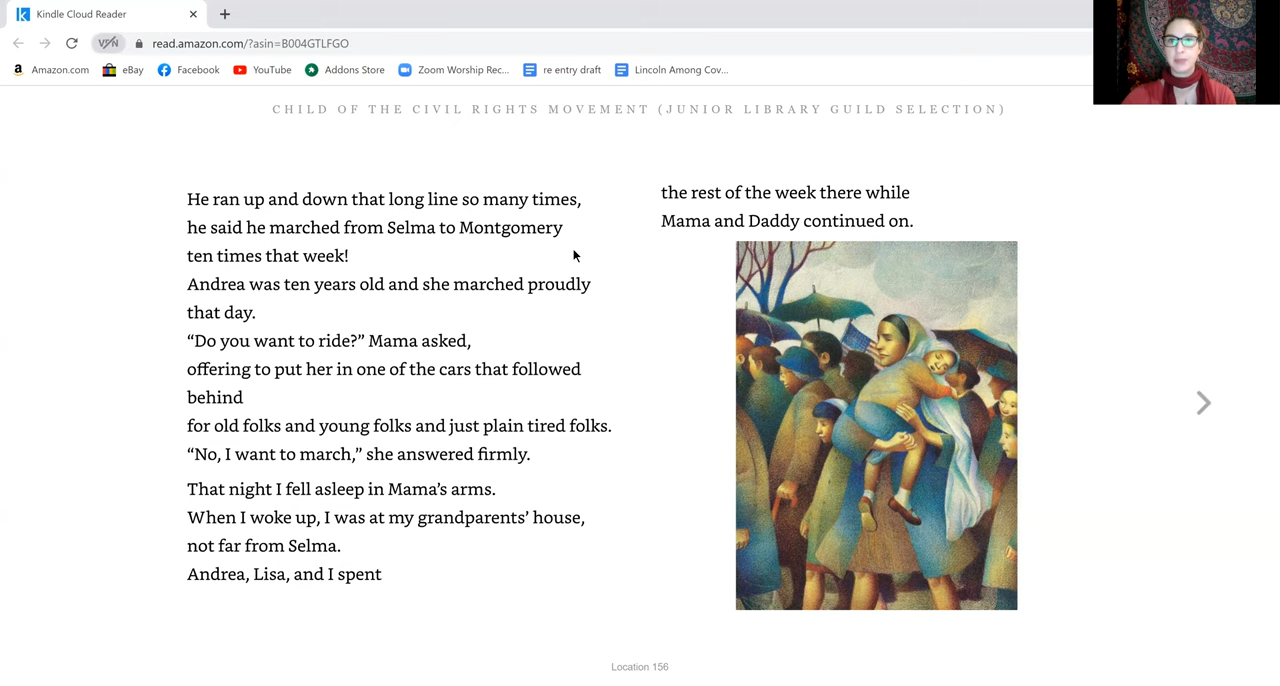 Kindle Cloud Reader
VPN
read.amazon.com/?asin=B004GTLFGO
Amazon.com
eBay
Facebook
YouTube
Addons Store
Zoom Worship Rec...
re entry draft
Lincoln Among Cov...
CHILD OF THE CIVIL RIGHTS MOVEMENT (JUNIOR LIBRARY GUILD SELECTION)
He ran up and down that long line so many times,
he said he marched from Selma to Montgomery
ten times that week!
Andrea was ten years old and she marched proudly
that day.
“Do you want to ride?” Mama asked,
offering to put her in one of the cars that followed
behind
for old folks and young folks and just plain tired folks.
“No, I want to march,” she answered firmly.
That night I fell asleep in Mama’s arms.
When I woke up, I was at my grandparents’ house,
not far from Selma.
Andrea, Lisa, and I spent
the rest of the week there while
Mama and Daddy continued on.
Location 156